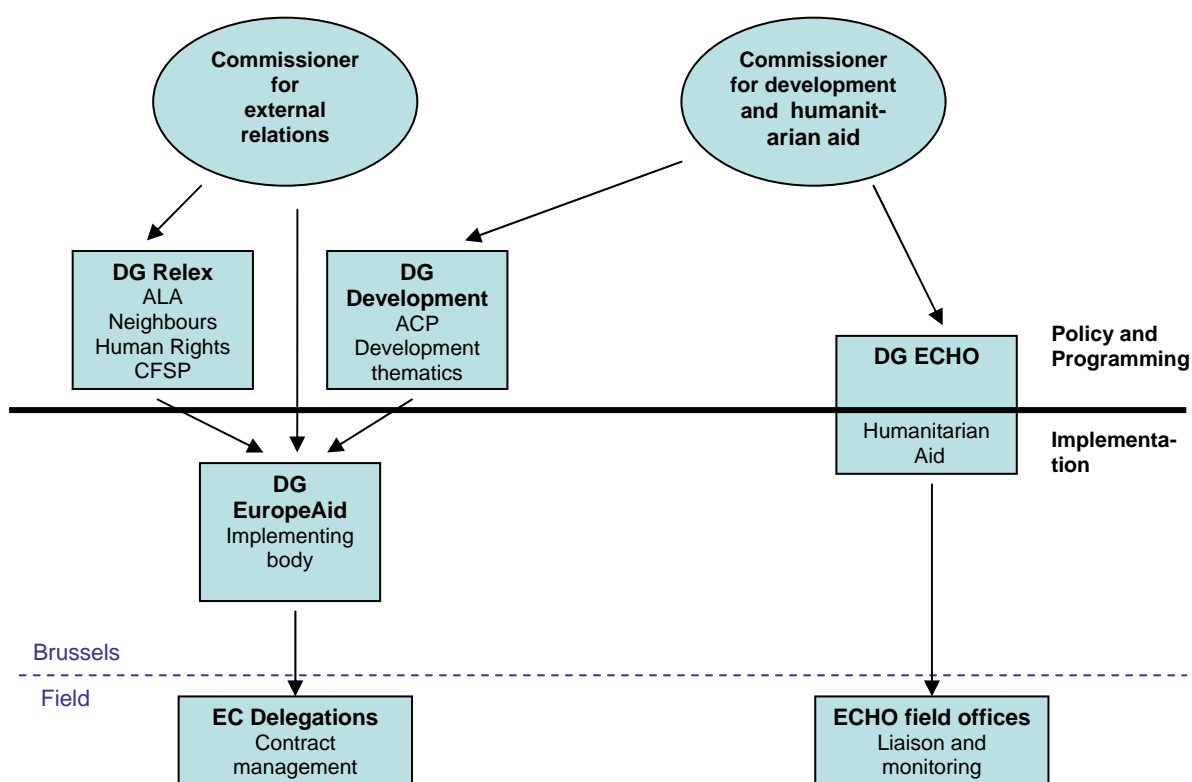 Commissioner
for
external
relations
Commissioner
for development
and humanit-
arian aid
DG Relex
ALA
Neighbours
Human Rights
CFSP
DG
Development
ACP
Development
thematics
DG ECHO
Humanitarian
Aid
Policy and
Programming
Implementa-
tion
DG
EuropeAid
Implementing
body
Brussels
Field
EC Delegations
Contract
management
ECHO field offices
Liaison and
monitoring